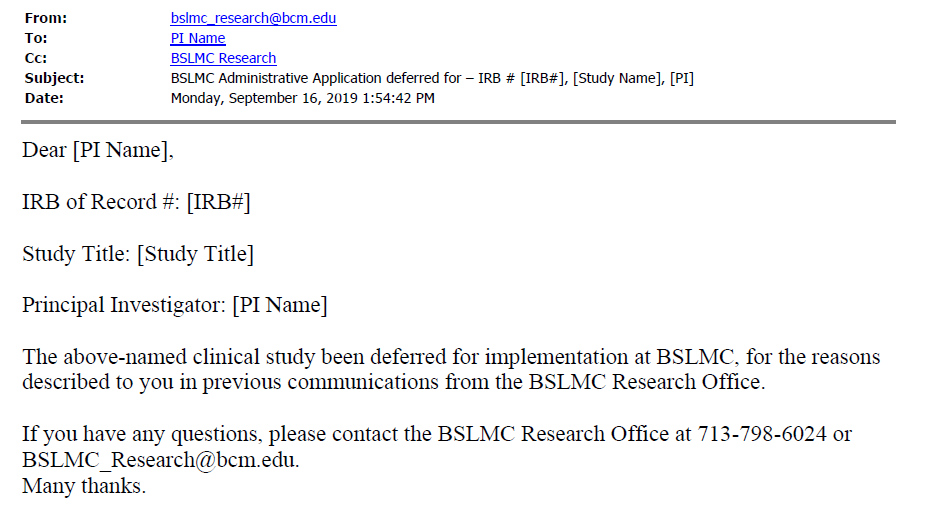 From: bslmc_research@bcm.edu
To: PI Name
Cc: BSLMC Research
Subject: BSLMC Administrative Application deferred for – IRB # [IRB#], [Study Name], [PI]
Date: Monday, September 16, 2019 1:54:42 PM
Dear [PI Name],
IRB of Record #: [IRB#]
Study Title: [Study Title]
Principal Investigator: [PI Name]
The above-named clinical study been deferred for implementation at BSLMC, for the reasons
described to you in previous communications from the BSLMC Research Office.
If you have any questions, please contact the BSLMC Research Office at 713-798-6024 or
BSLMC_Research@bcm.edu.
Many thanks.